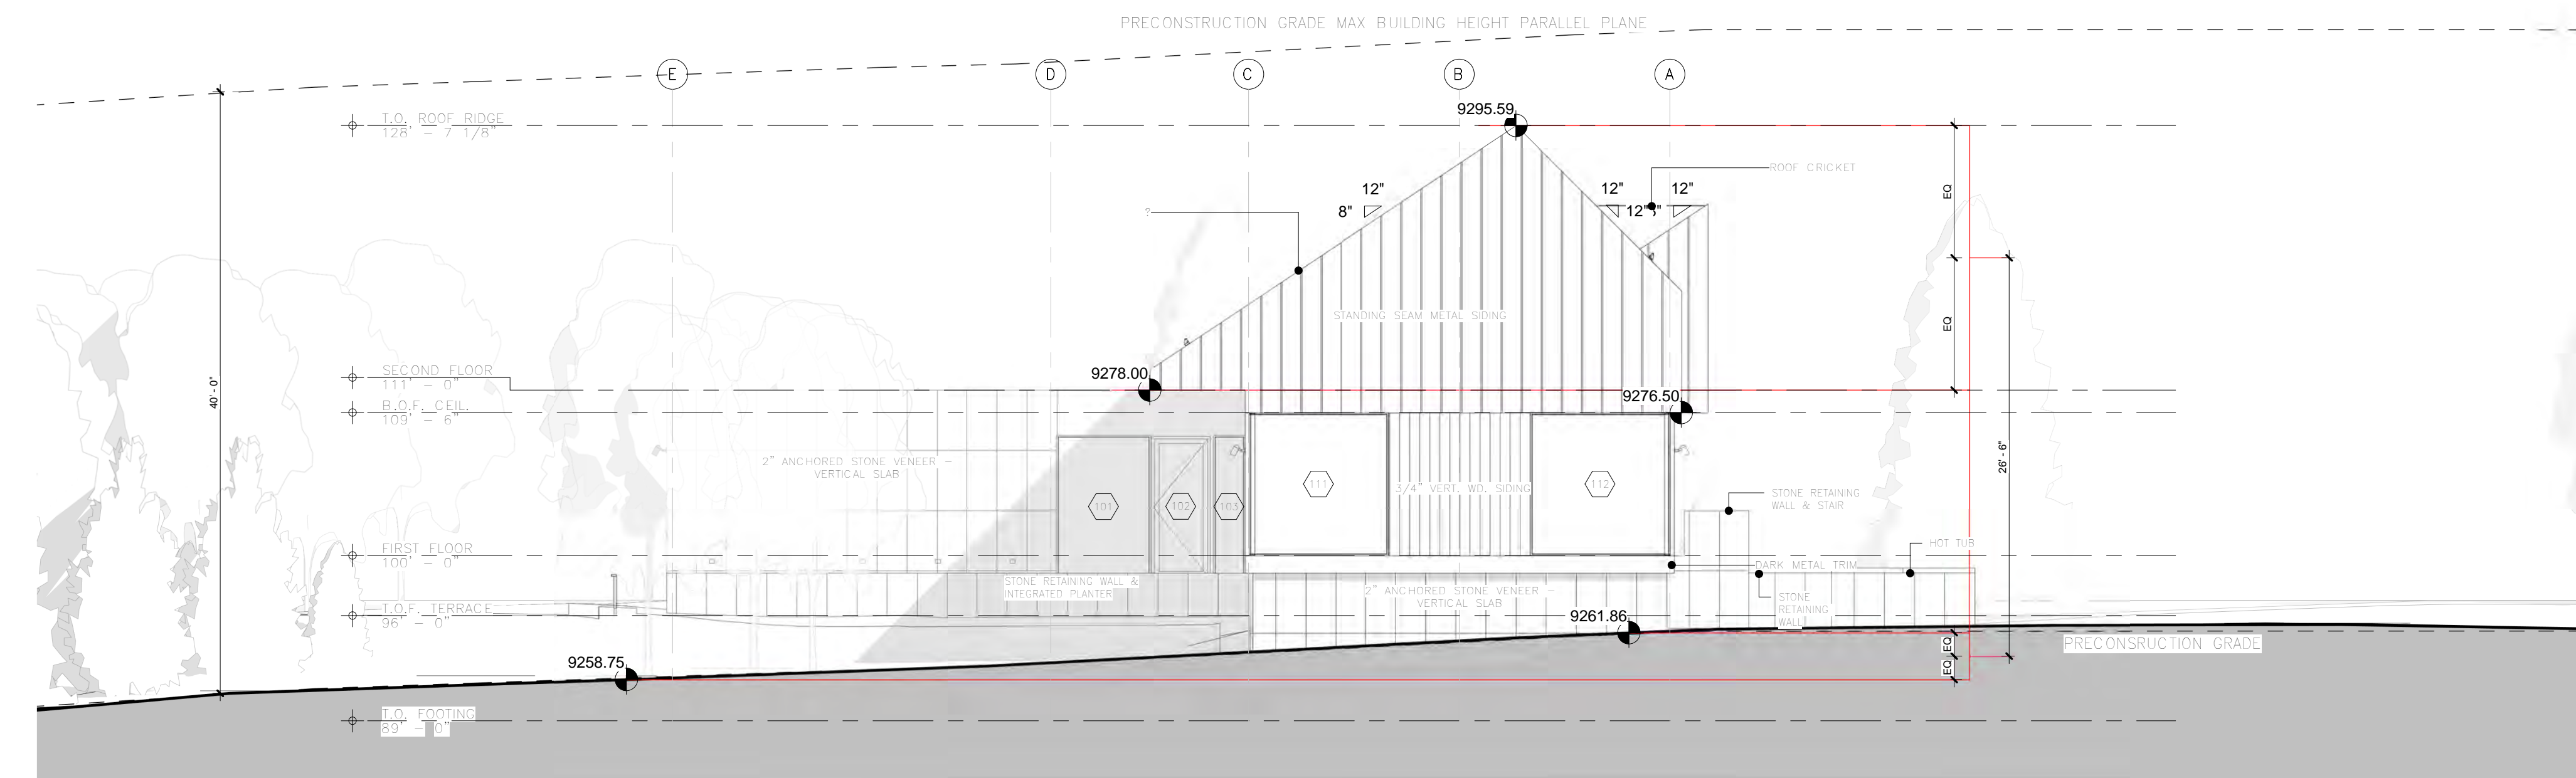 PRECONSTRUCTION GRADE MAX BUILDING HEIGHT PARALLEL PLANE
E
D
C
B
A
T.O. ROOF RIDGE
128' - 7 1/8"
9295.59
ROOF CRICKET
12"
8"
12"
12"
12"
?
EQ
STANDING SEAM METAL SIDING
EQ
SECOND FLOOR
111' - 0"
9278.00
40' - 0"
B.O.F. CEIL.
109' - 6"
9276.50
26' - 6"
2" ANCHORED STONE VENEER -
VERTICAL SLAB
101
102
103
111
3/4" VERT. WD. SIDING
112
STONE RETAINING
WALL & STAIR
FIRST FLOOR
100' - 0"
HOT TUB
DARK METAL TRIM
STONE RETAINING WALL &
INTEGRATED PLANTER
2" ANCHORED STONE VENEER -
VERTICAL SLAB
STONE
RETAINING
WALL
T.O.F. TERRACE
96' - 0"
9261.86
EQ
EQ
PRECONSRUCTION GRADE
9258.75
T.O. FOOTING
89' - 0"